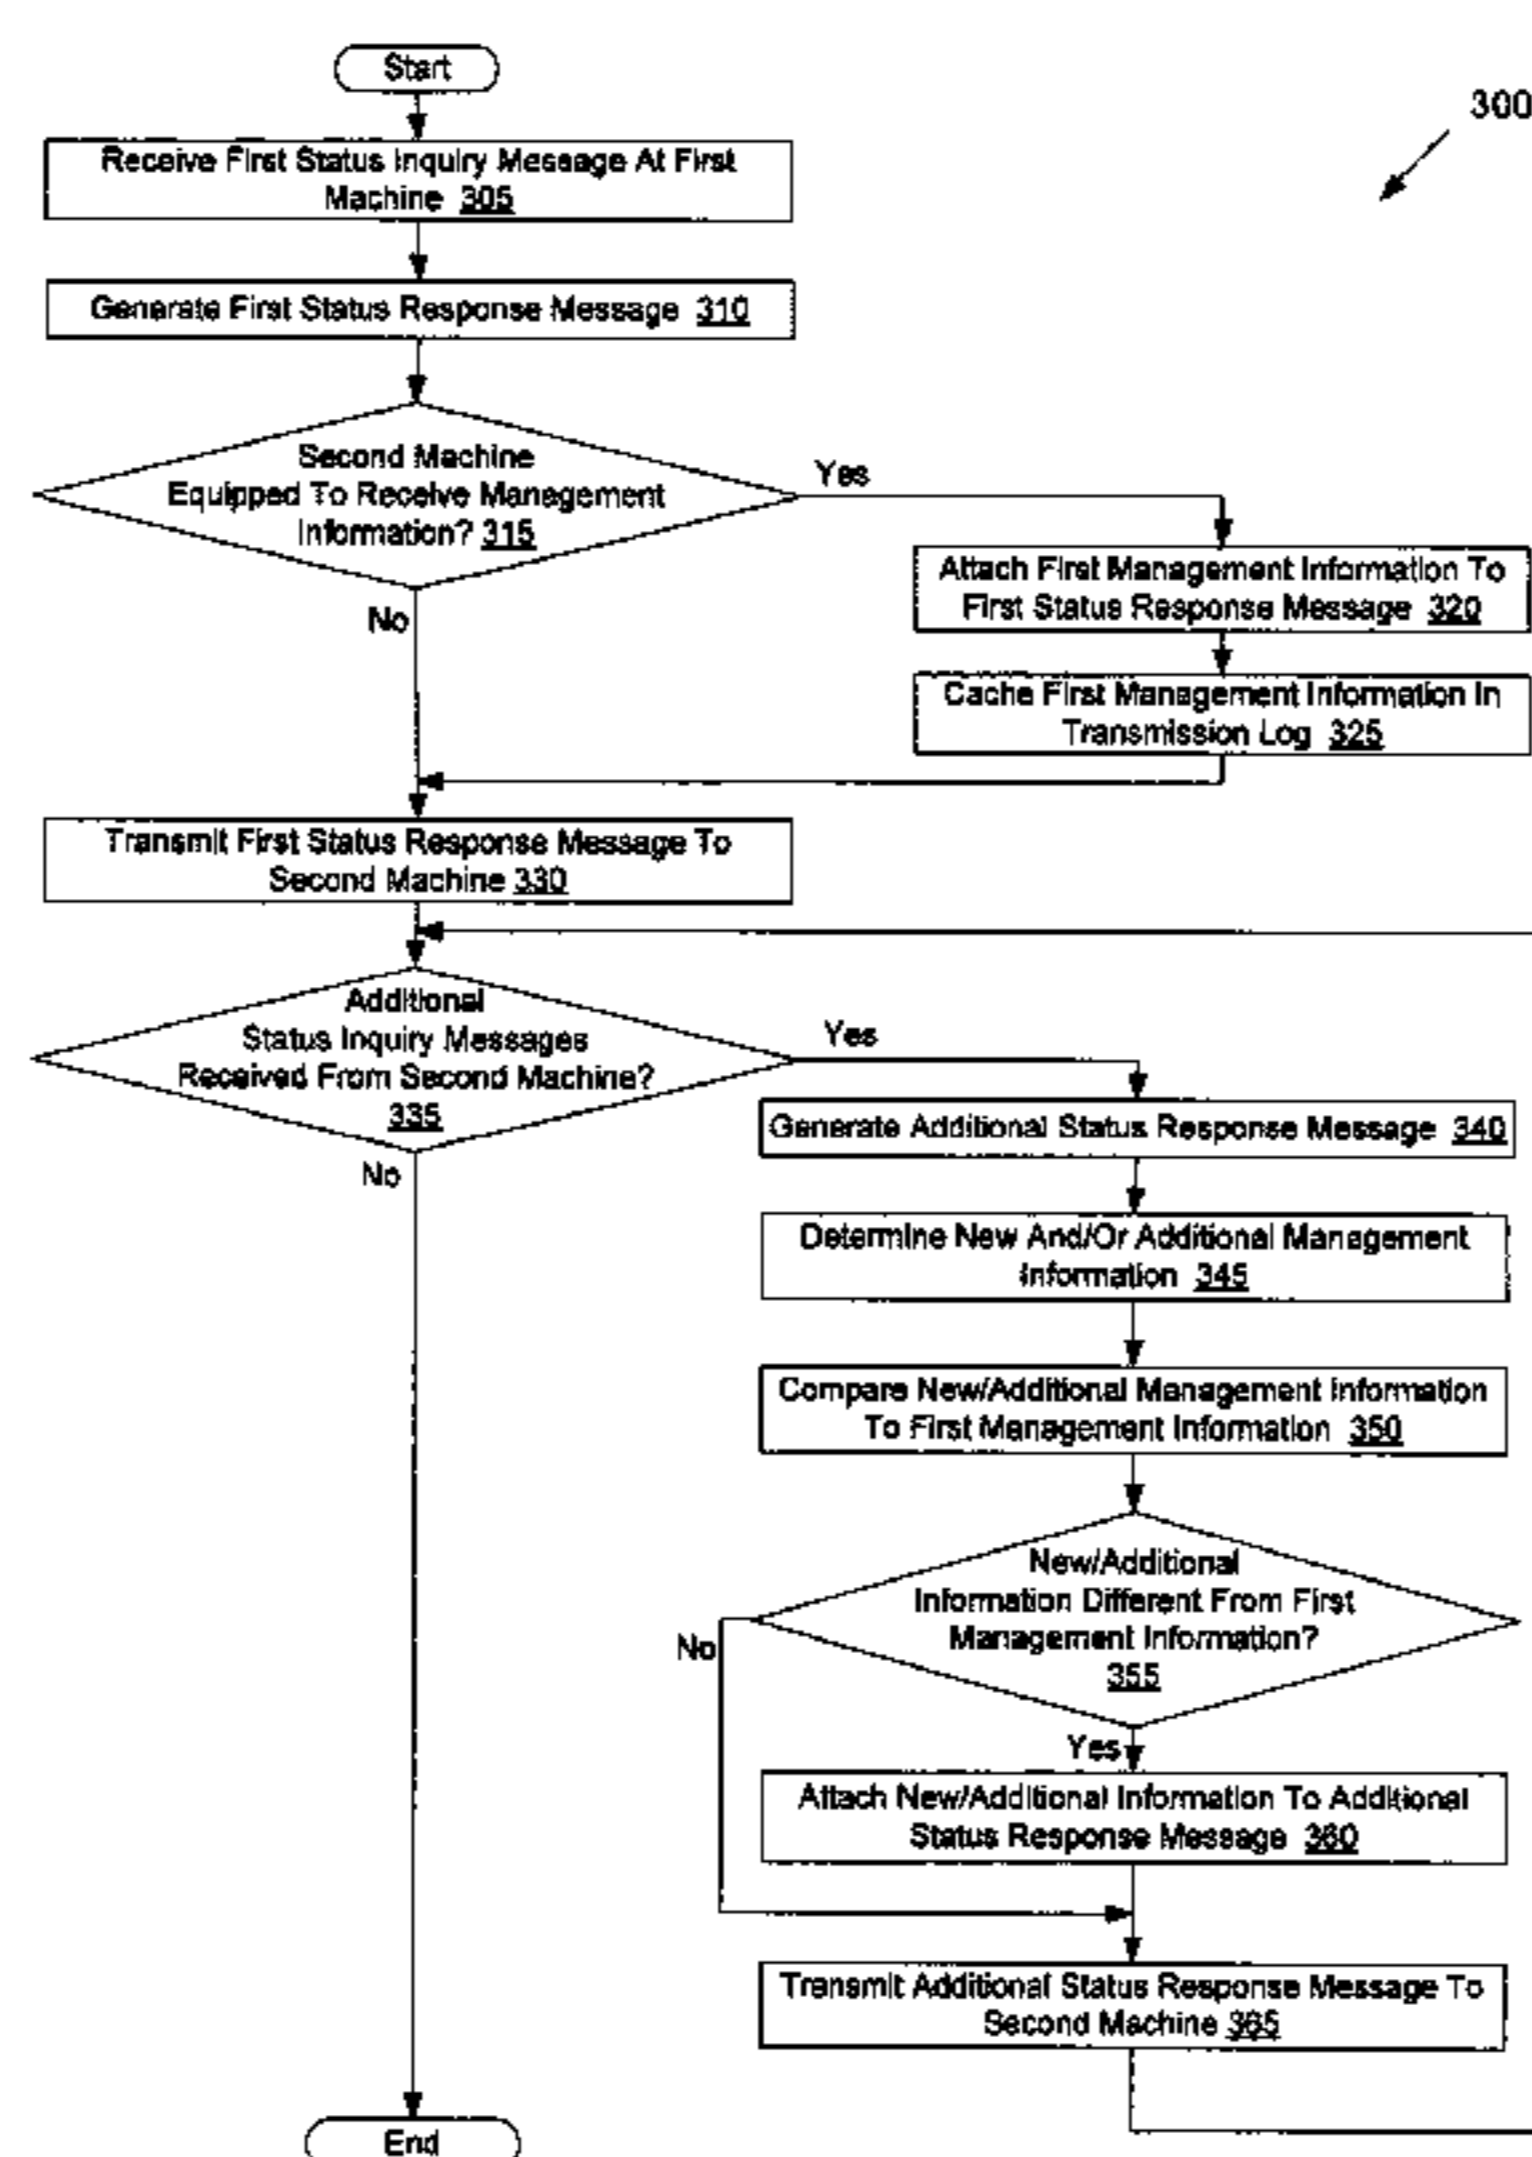 Start
300
Receive First Status Inquiry Message At First
Machine 305
Generate First Status Response Message 310
Second Machine
Equipped To Receive Management
Information? 315
Yes
No
Attach First Management Information To
First Status Response Message 320
Cache First Management Information In
Transmission Log 325
Transmit First Status Response Message To
Second Machine 330
Additional
Status Inquiry Messages
Received From Second Machine?
335
Yes
No
Generate Additional Status Response Message 340
Determine New And/Or Additional Management
Information 345
Compare New/Additional Management Information
To First Management Information 350
New/Additional
Information Different From First
Management Information?
355
No
Yes
Attach New/Additional Information To Additional
Status Response Message 360
Transmit Additional Status Response Message To
Second Machine 365
End